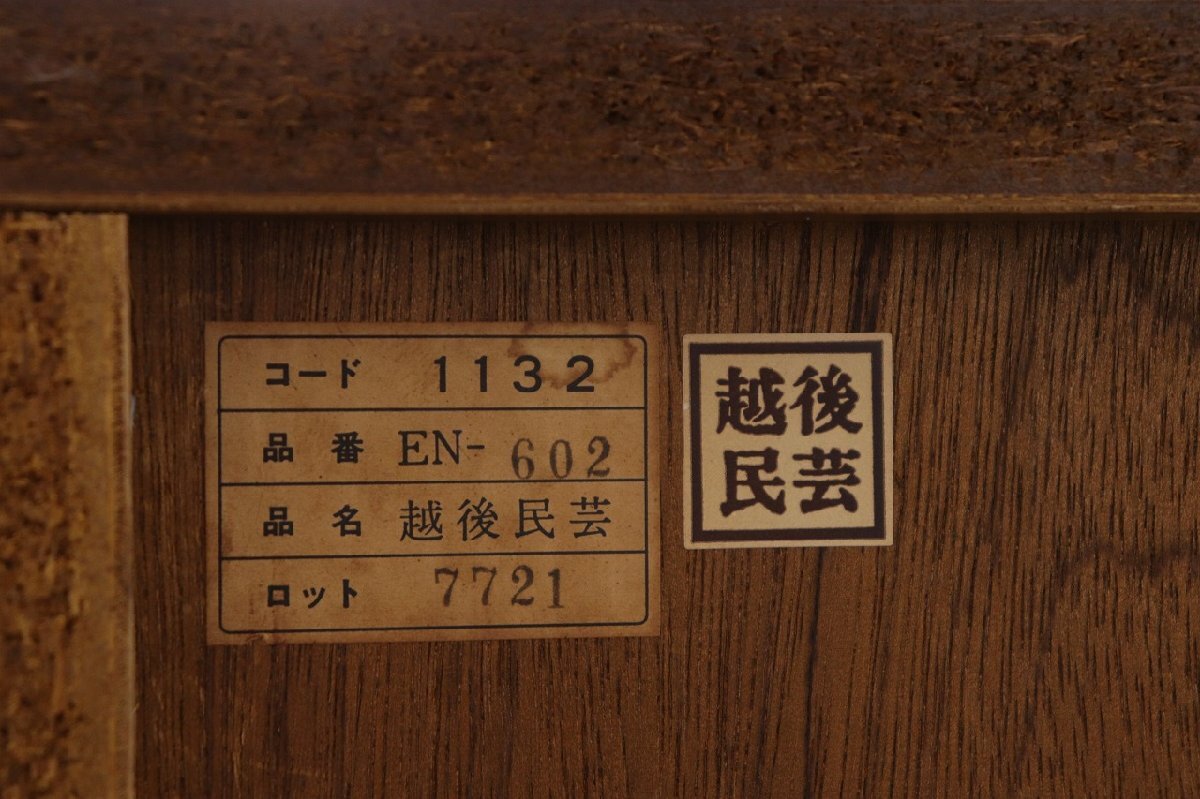 コード 1132
品番 EN-602
品名 越後民芸
ロット 7721
越後
民芸